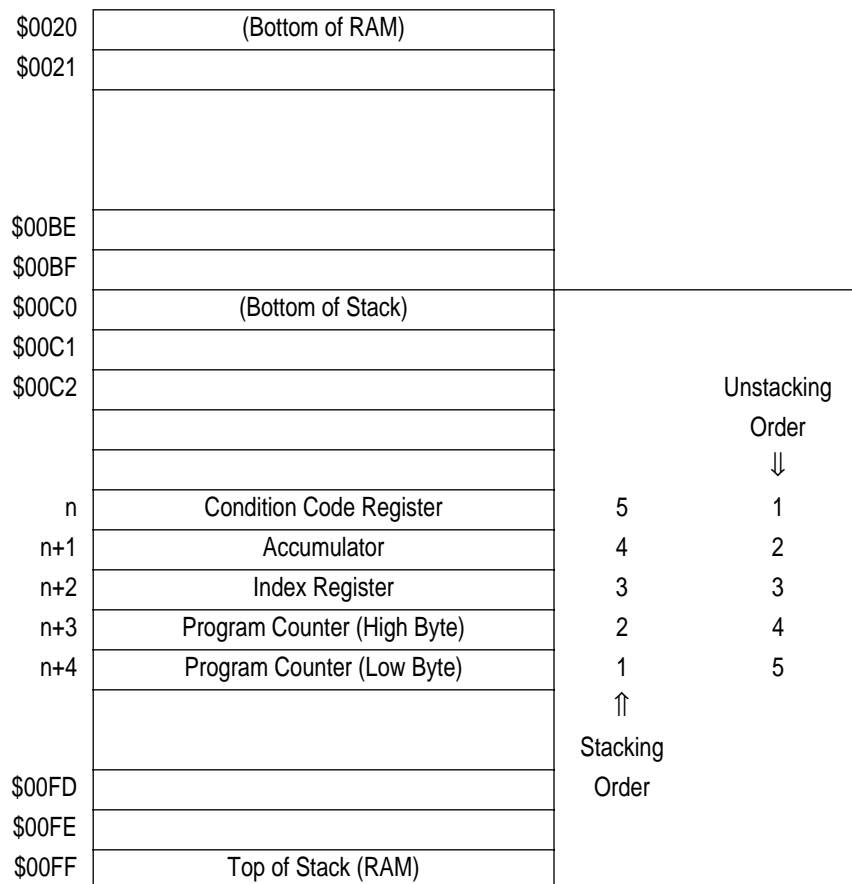 $0020 (Bottom of RAM)
$0021
$00BE
$00BF
$00C0 (Bottom of Stack)
$00C1
$00C2 Unstacking
Order
⇓
n Condition Code Register 5 1
n+1 Accumulator 4 2
n+2 Index Register 3 3
n+3 Program Counter (High Byte) 2 4
n+4 Program Counter (Low Byte) 1 5
⇑
Stacking
$00FD Order
$00FE
$00FF Top of Stack (RAM)